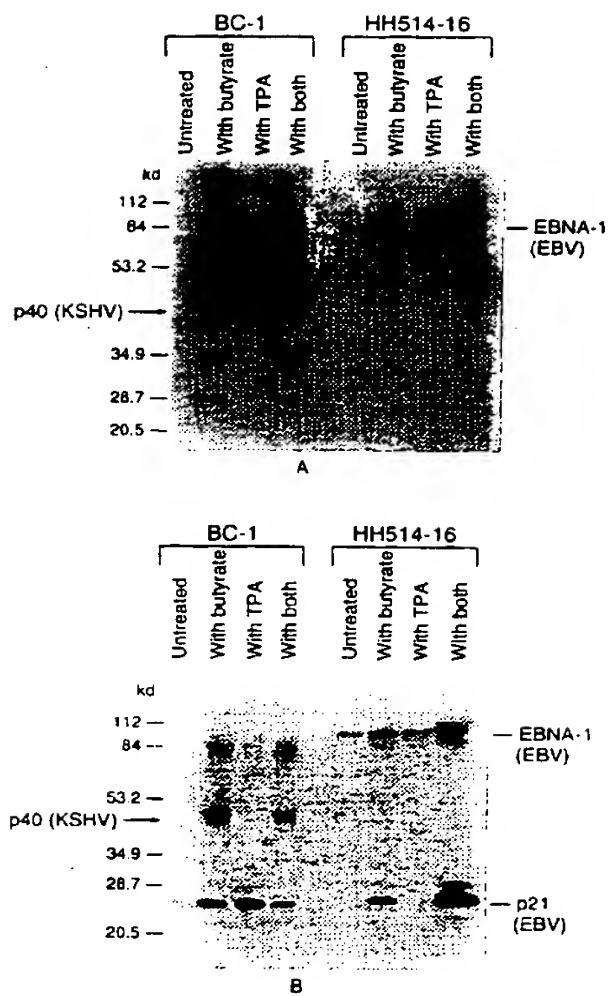 BC-1
HH514-16
Untreated
With butyrate
With TPA
With both
Untreated
With butyrate
With TPA
With both
kd
112
84
53.2
p40 (KSHV)
34.9
28.7
20.5
EBNA-1
(EBV)
A
BC-1
HH514-16
Untreated
With butyrate
With TPA
With both
Untreated
With butyrate
With TPA
With both
kd
112
84
53.2
p40 (KSHV)
34.9
28.7
20.5
EBNA-1
(EBV)
p21
(EBV)
B